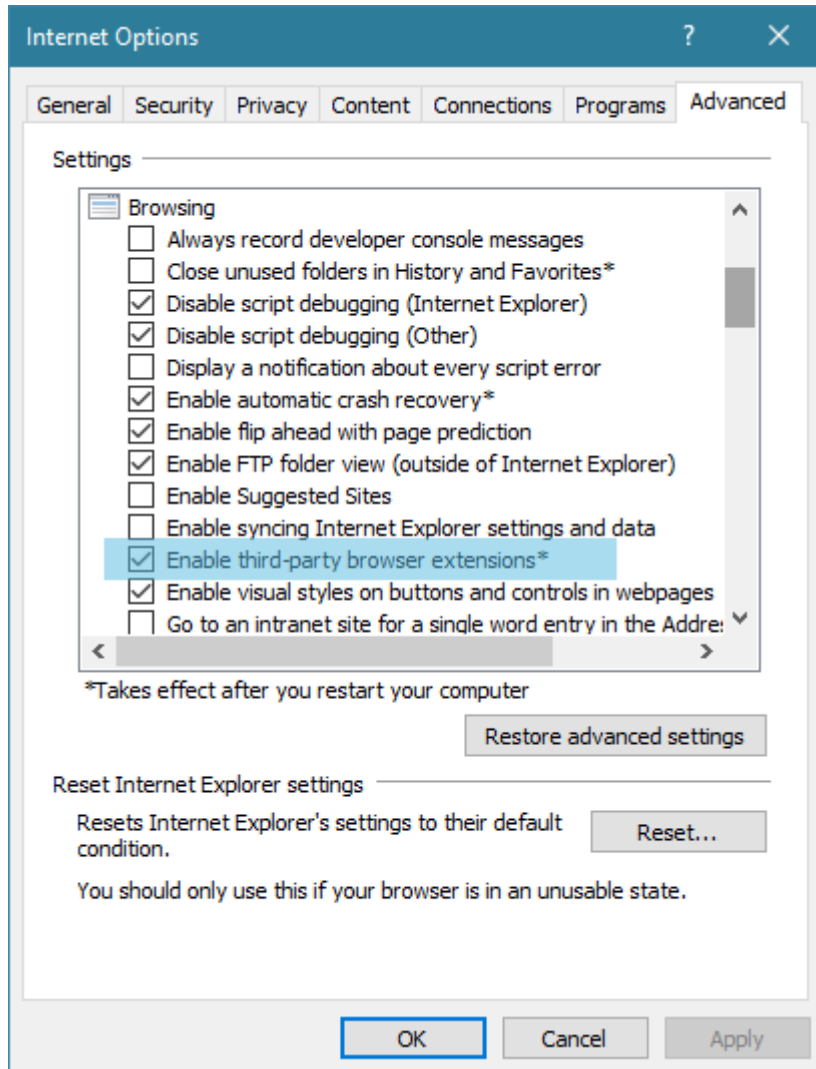 Internet Options
General Security Privacy Content Connections Programs Advanced
Settings
Browsing
Always record developer console messages
Close unused folders in History and Favorites*
Disable script debugging (Internet Explorer)
Disable script debugging (Other)
Display a notification about every script error
Enable automatic crash recovery*
Enable flip ahead with page prediction
Enable FTP folder view (outside of Internet Explorer)
Enable Suggested Sites
Enable syncing Internet Explorer settings and data
Enable third-party browser extensions*
Enable visual styles on buttons and controls in webpages
Go to an intranet site for a single word entry in the Addre
*Takes effect after you restart your computer
Restore advanced settings
Reset Internet Explorer settings
Resets Internet Explorer's settings to their default
condition.
Reset...
You should only use this if your browser is in an unusable state.
OK Cancel Apply